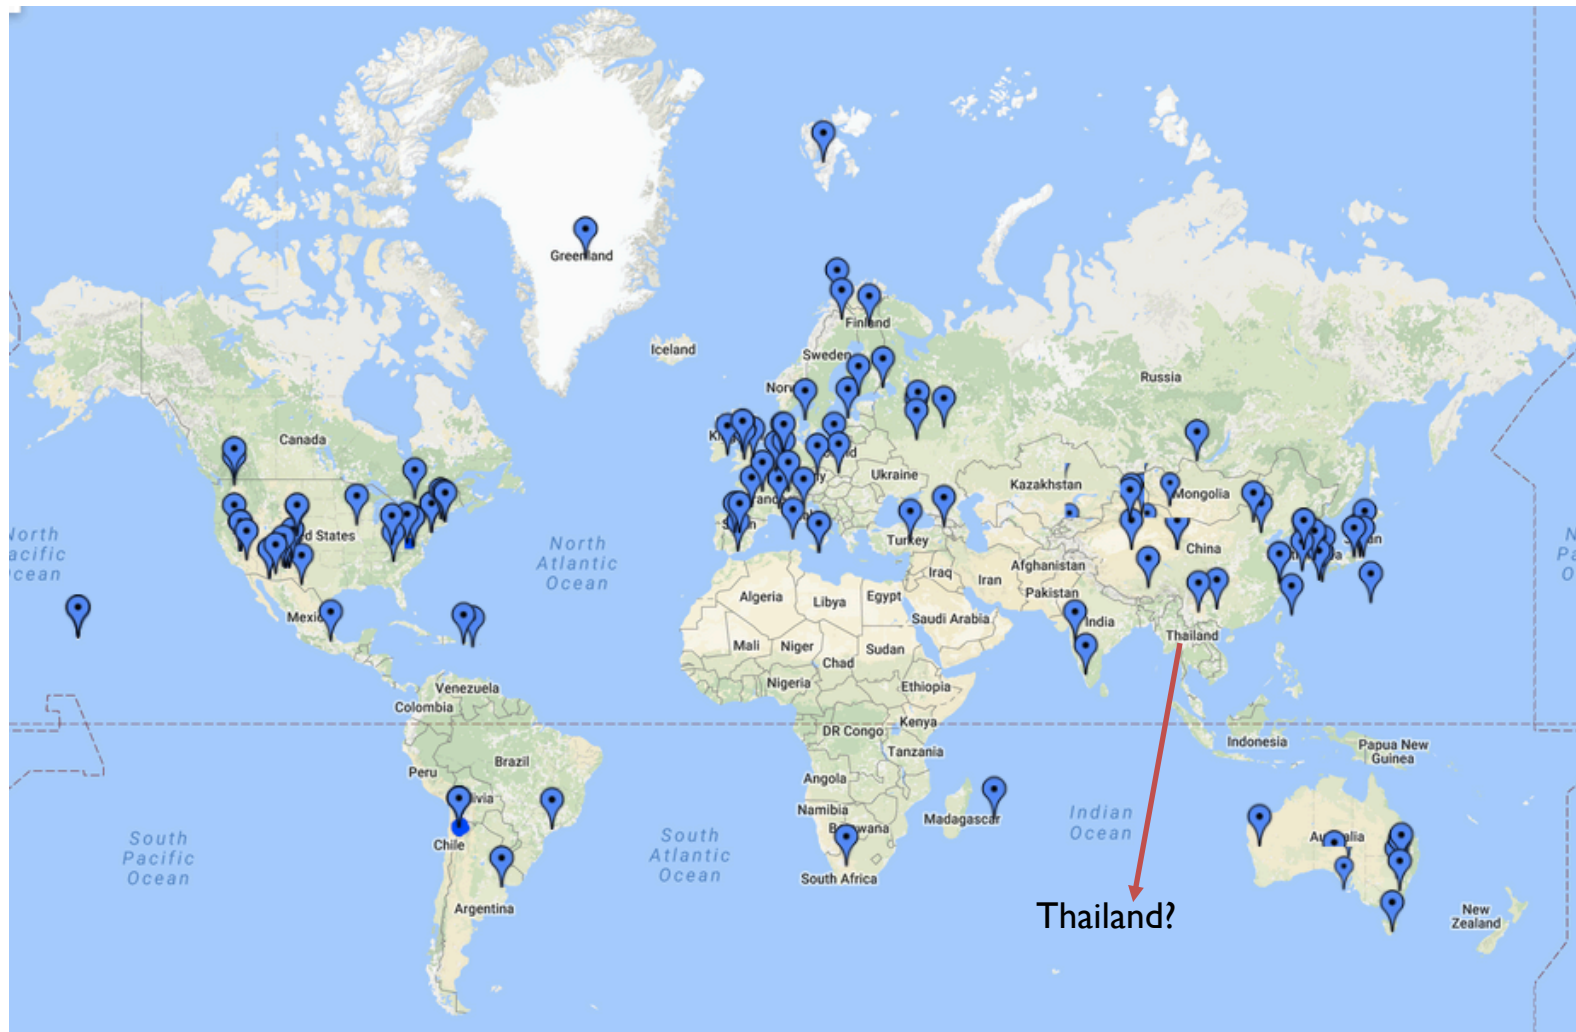 Greenland
Iceland
Finland
Sweden
Russia
Canada
Ukraine
Kazakhstan
Mongolia
North
Atlantic
Ocean
Turkey
China
Iraq
Iran
Afghanistan
Pakistan
Algeria
Libya
Egypt
Saudi Arabia
India
Thailand
Mali
Niger
Chad
Sudan
Nigeria
Ethiopia
Venezuela
Colombia
DR Congo
Kenya
Tanzania
Indonesia
Papua New
Guinea
Peru
Brazil
Angola
Namibia
Madagascar
Indian
Ocean
South
Pacific
Ocean
Chile
South
Atlantic
Ocean
South Africa
Argentina
New
Zealand
Thailand?